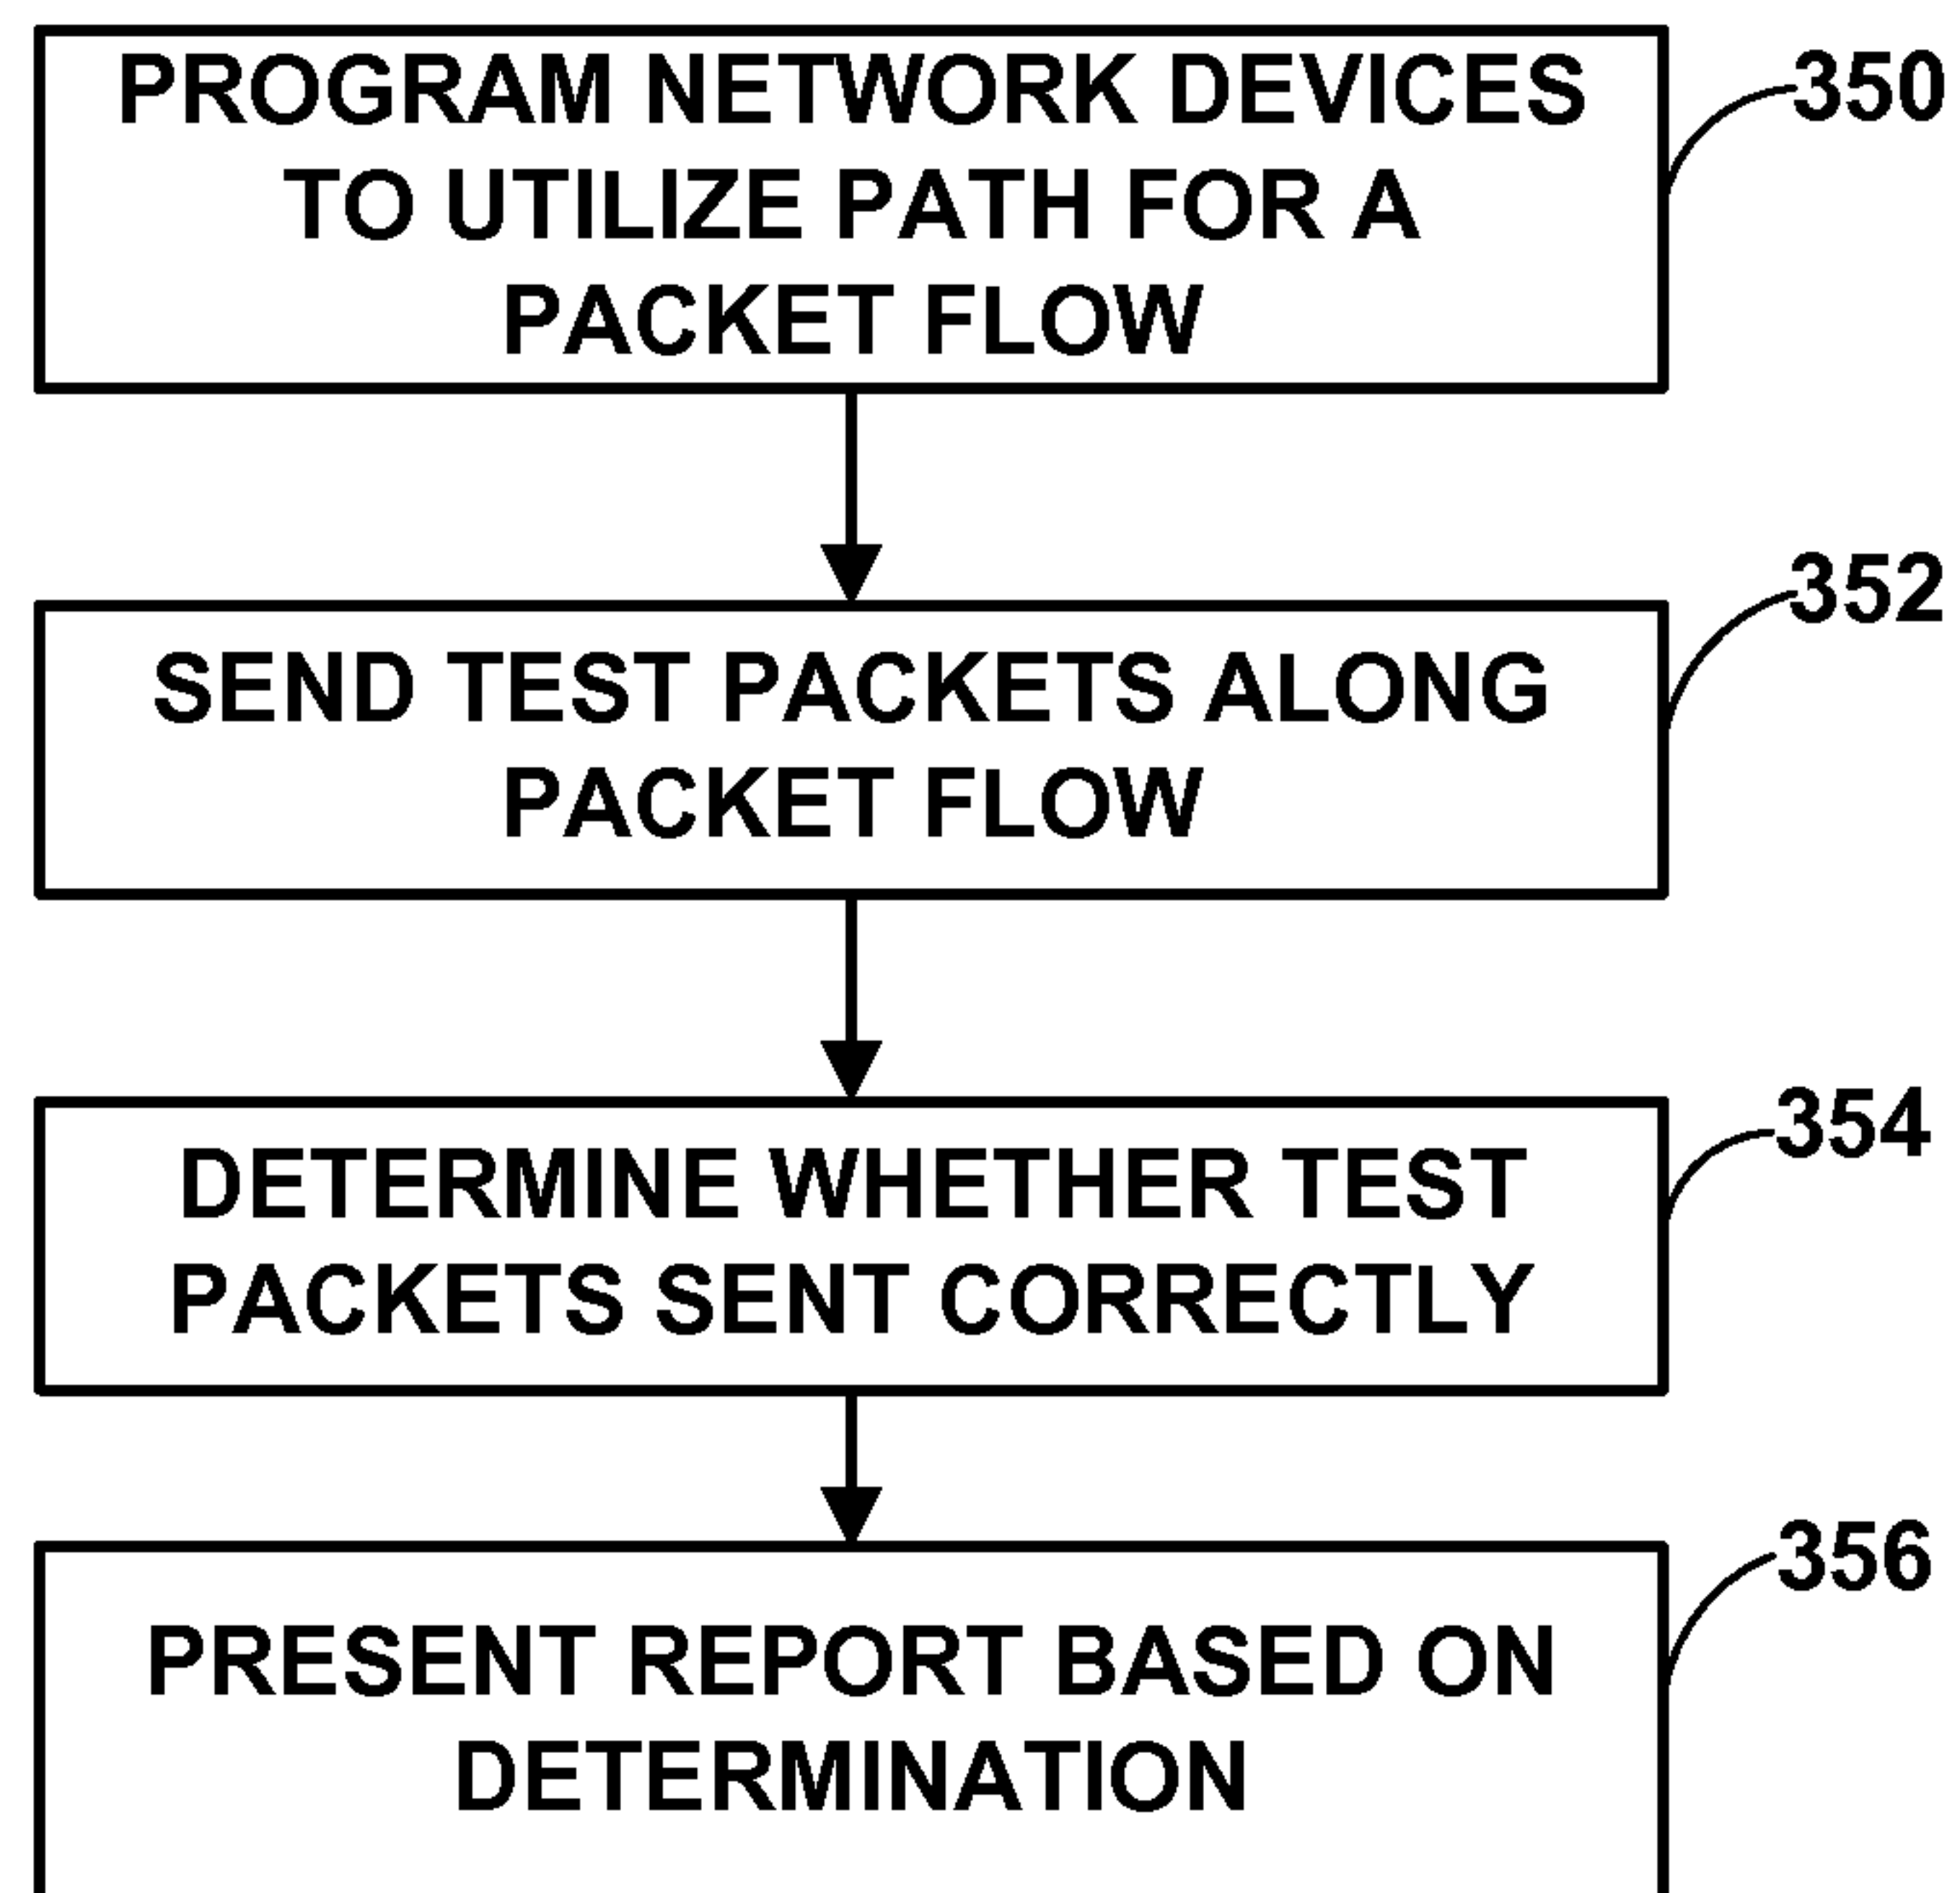 PROGRAM NETWORK DEVICES
TO UTILIZE PATH FOR A
PACKET FLOW
350
SEND TEST PACKETS ALONG
PACKET FLOW
352
DETERMINE WHETHER TEST
PACKETS SENT CORRECTLY
354
PRESENT REPORT BASED ON
DETERMINATION
356